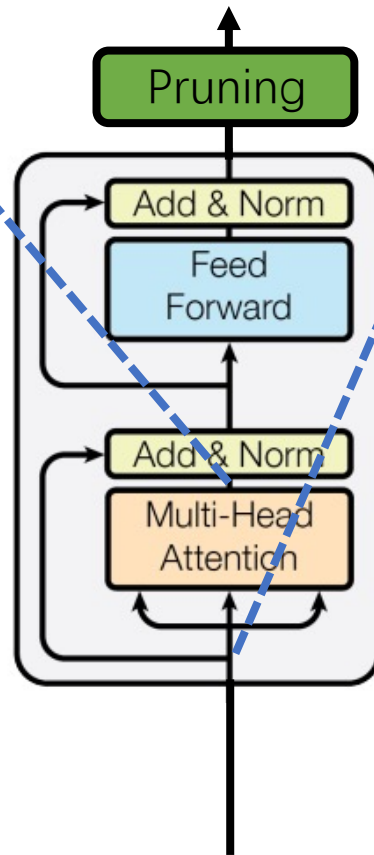 Pruning
Add & Norm
Feed
Forward
Add & Norm
Multi-Head
Attention